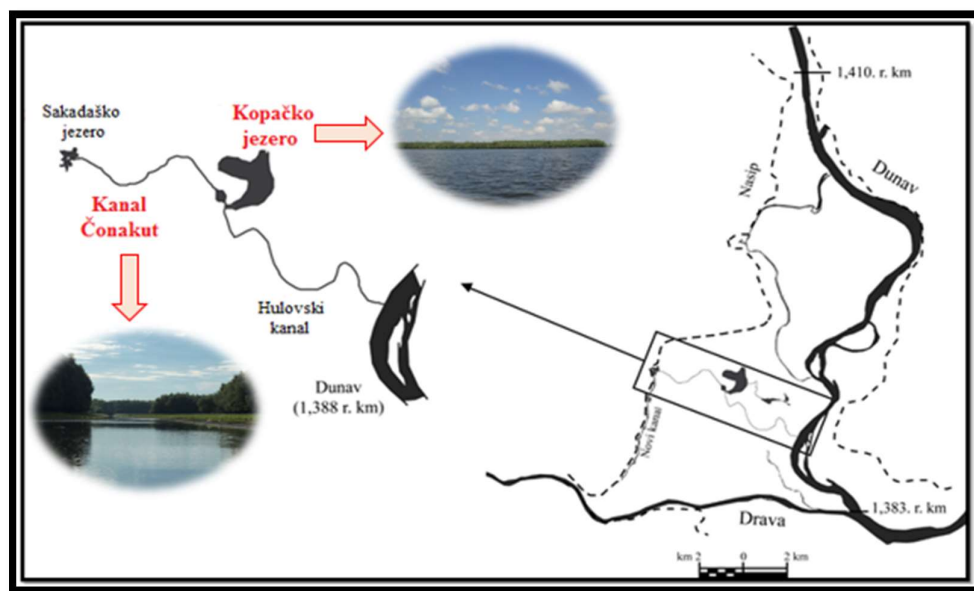 Sakadaško
jezero
Kopačko
jezero
Kanal
Čonakut
Hulovski
kanal
Dunav
(1,388 r. km)
1,410. r. km
Dunav
Nasip
Novi kanal
1,383. r. km
Drava
km 2 0 2 km